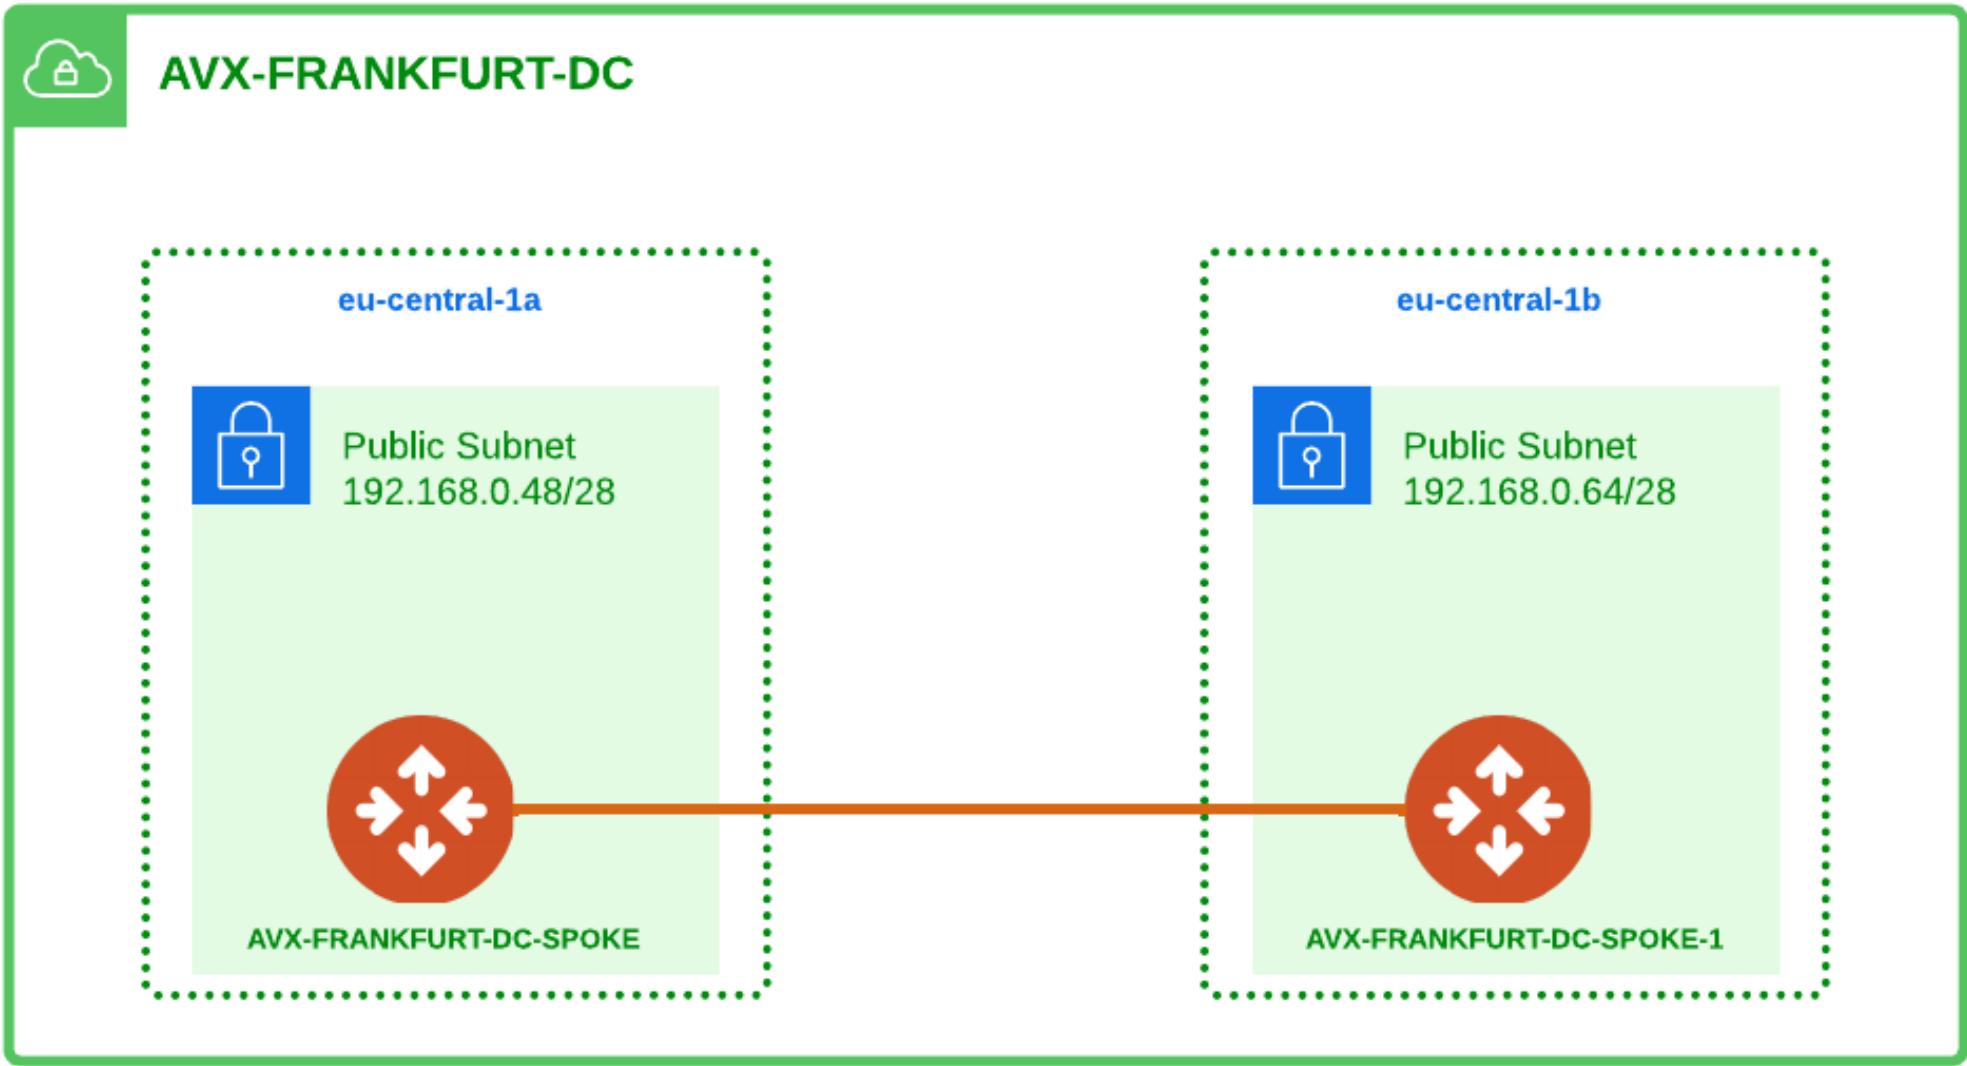 AVX-FRANKFURT-DC
eu-central-1a
Public Subnet
192.168.0.48/28
AVX-FRANKFURT-DC-SPOKE
eu-central-1b
Public Subnet
192.168.0.64/28
AVX-FRANKFURT-DC-SPOKE-1